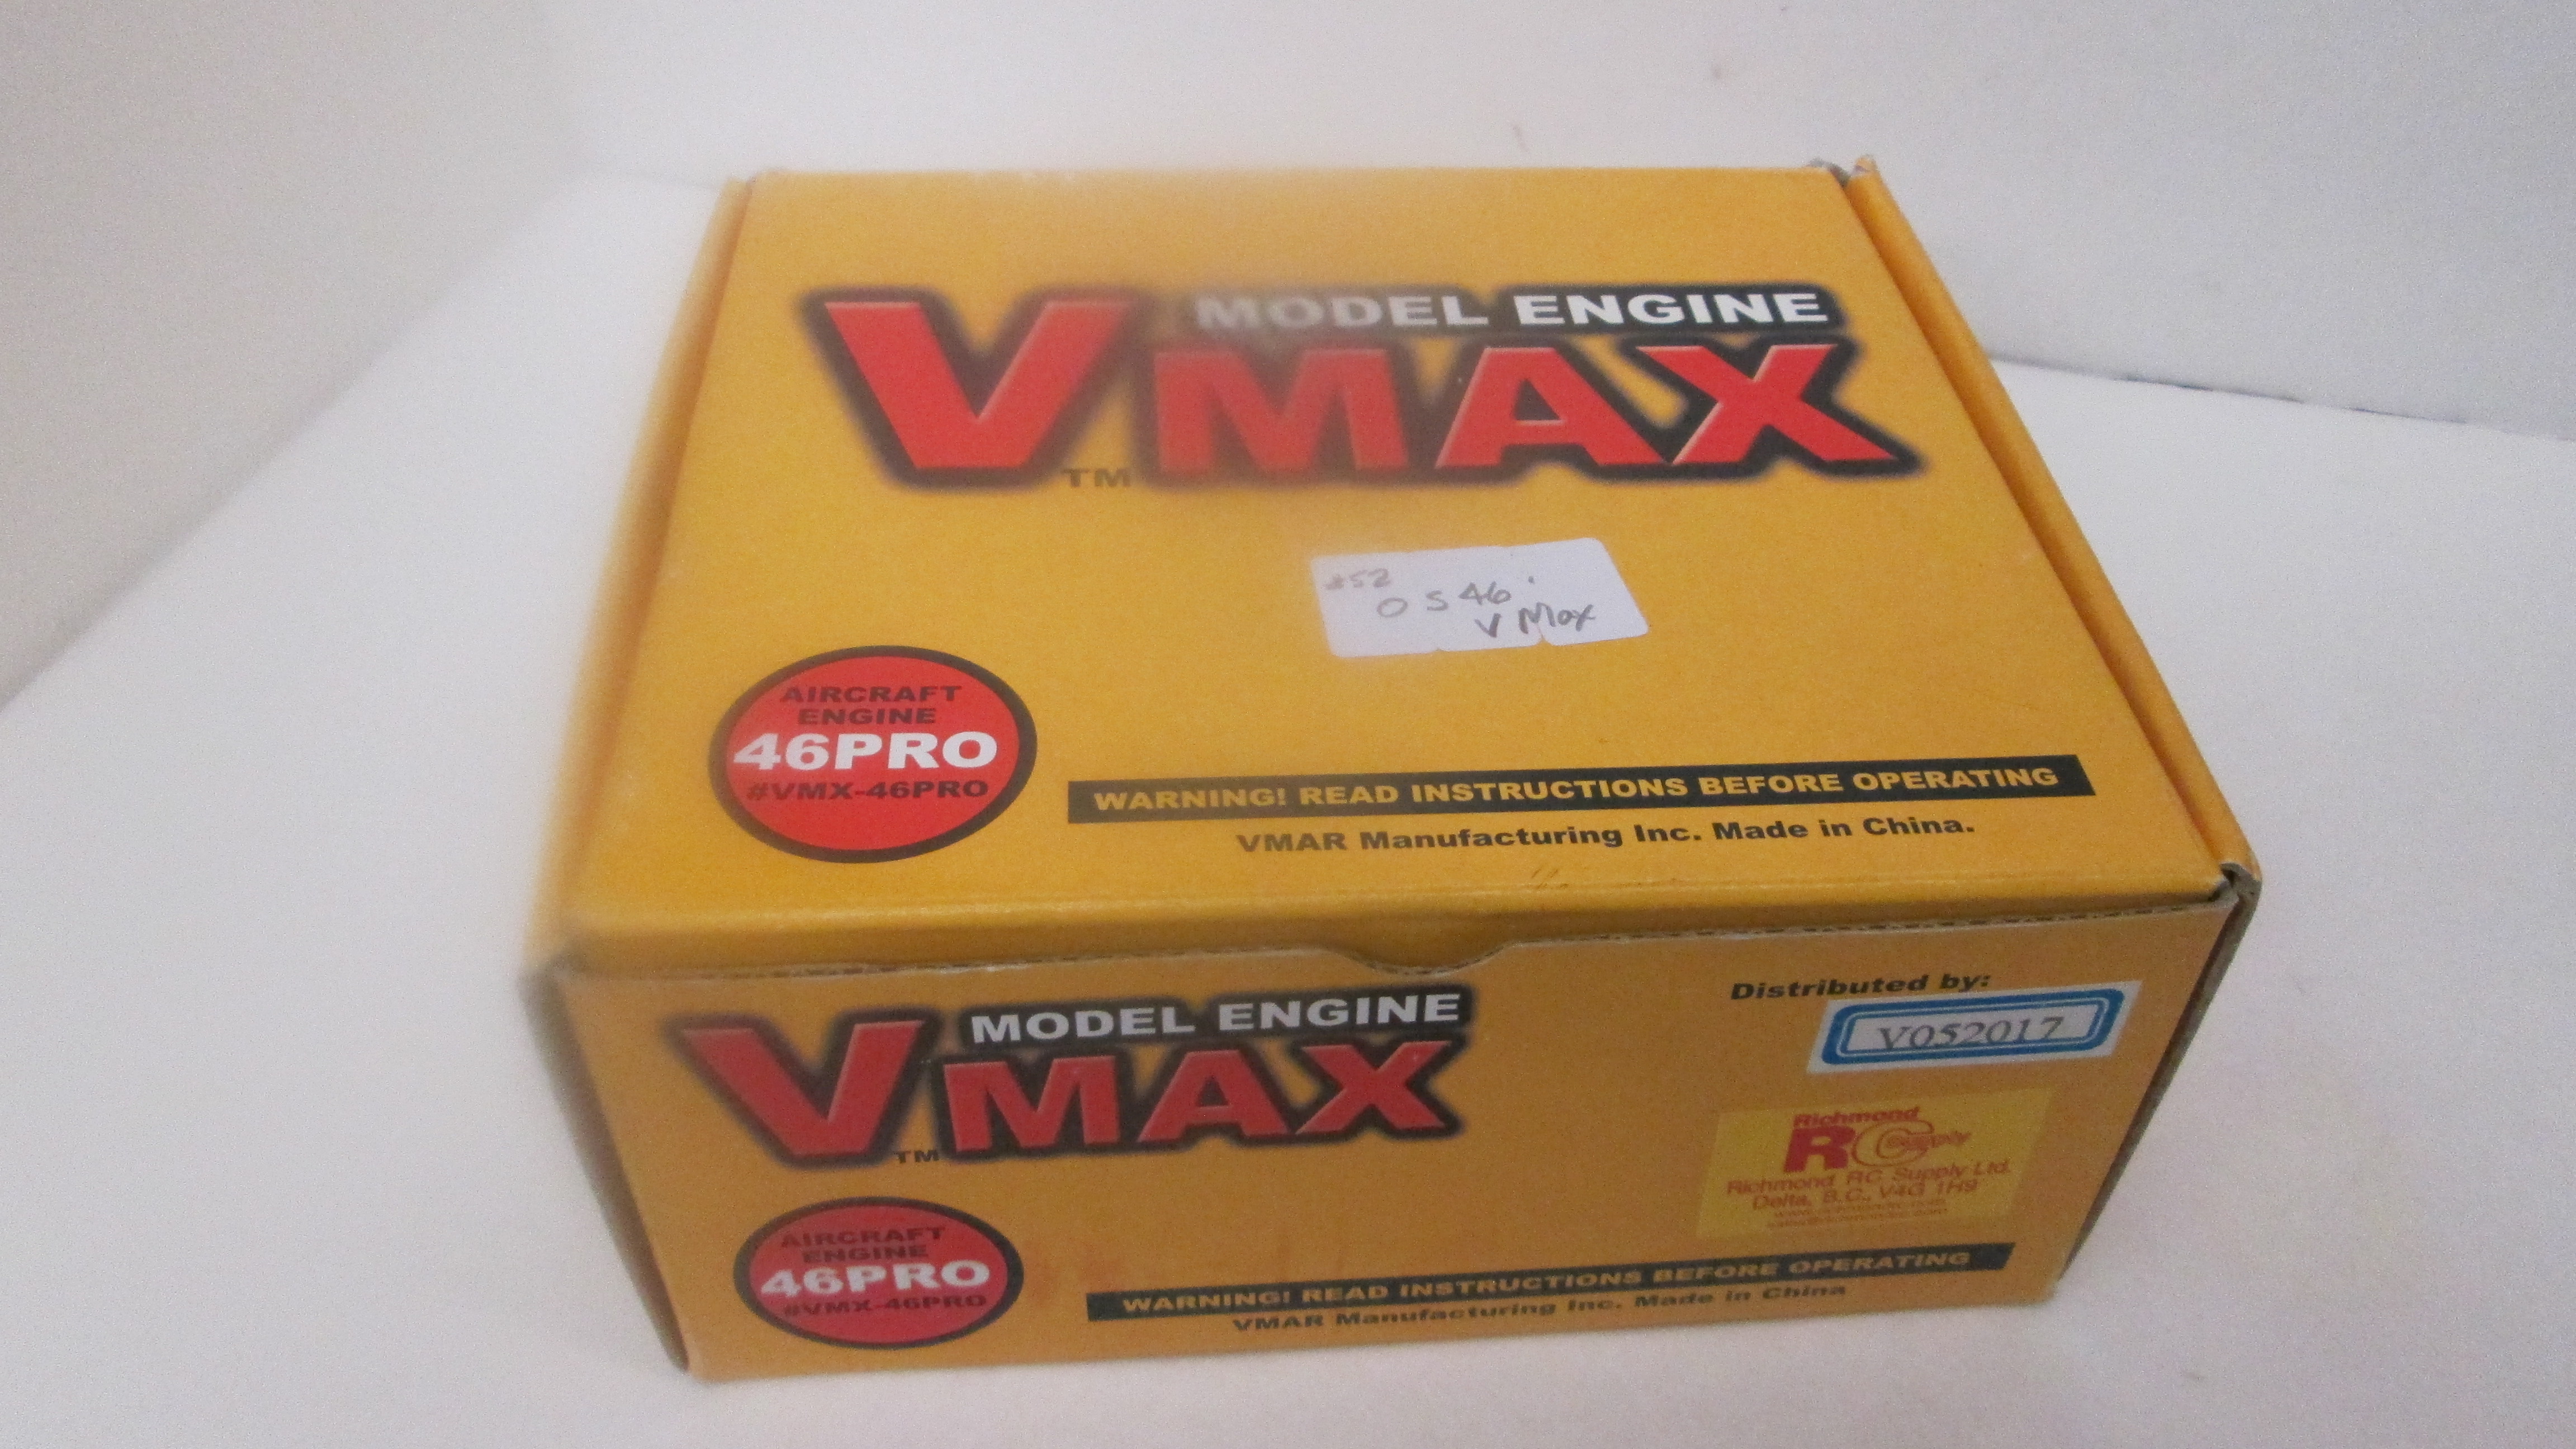 MODEL ENGINE
VMAX
TM
#52
O S 46
V Max
AIRCRAFT
ENGINE
46PRO
#VMX-46PRO
WARNING! READ INSTRUCTIONS BEFORE OPERATING
VMAR Manufacturing Inc. Made in China.
MODEL ENGINE
VMAX
TM
Distributed by:
V052017
Richmond
RC Supply
Richmond RC Supply Ltd.
Delta, B.C., V4G 1H9
AIRCRAFT
ENGINE
46PRO
#VMX-46PRO
WARNING! READ INSTRUCTIONS BEFORE OPERATING
VMAR Manufacturing Inc. Made in China